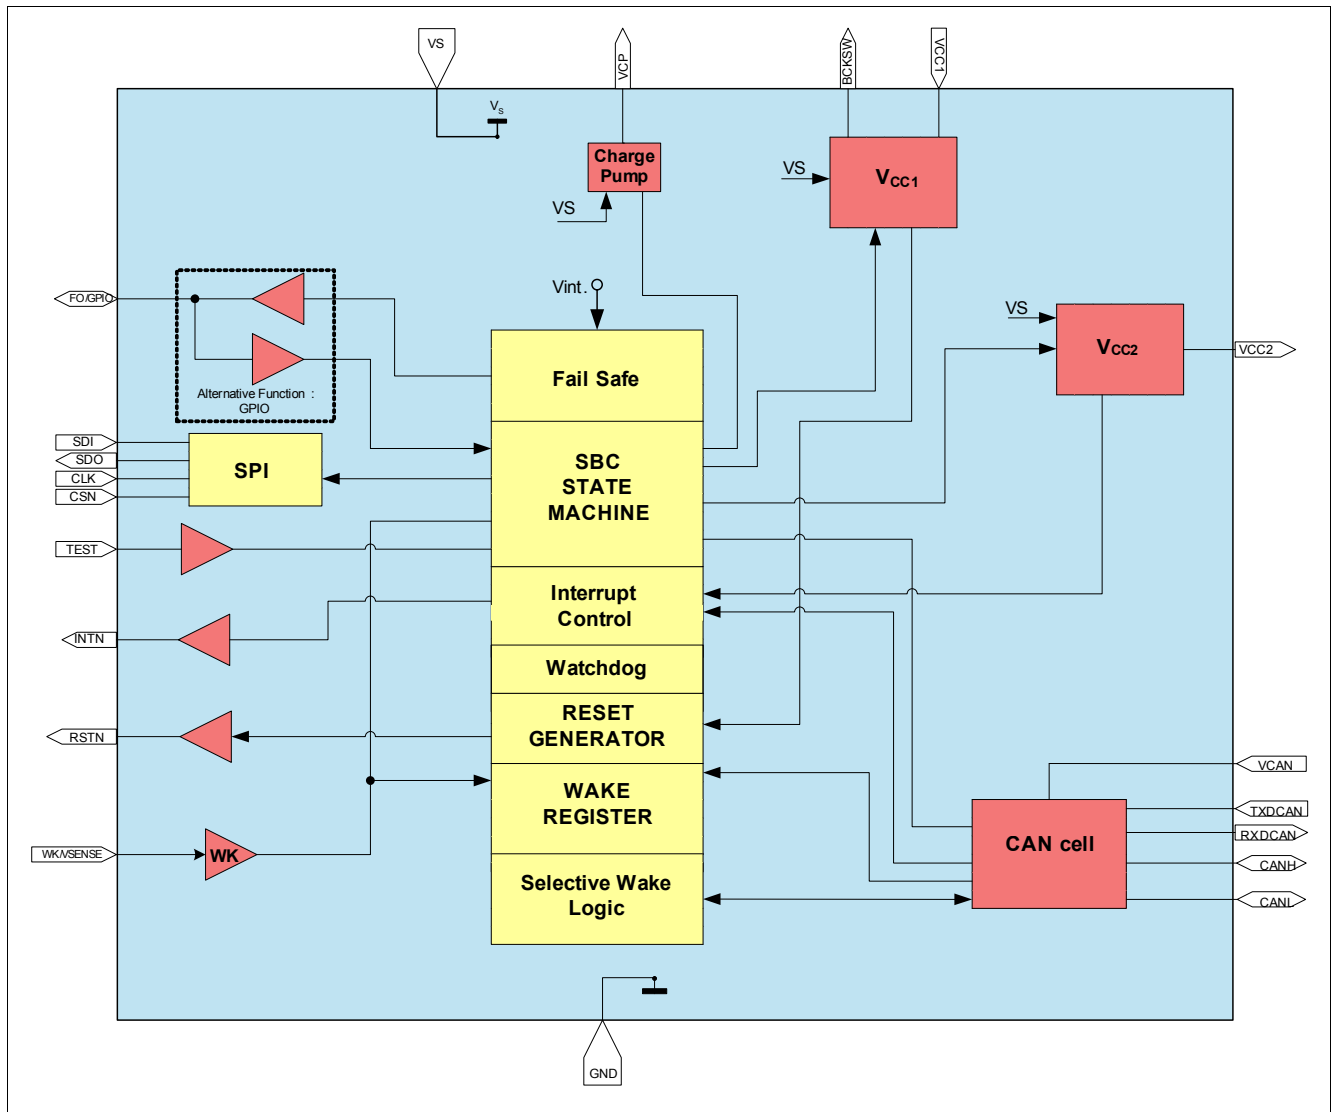 VS
VCP
BCKSW
VCC1
VS
Charge
Pump
VS
VS
VCC1
FO/GPIO
Vint.
VS
VCC2
VCC2
Alternative Function :
GPIO
Fail Safe
SDI
SDO
CLK
CSN
SPI
SBC
STATE
MACHINE
TEST
Interrupt
Control
INTN
Watchdog
RSTN
RESET
GENERATOR
WAKE
REGISTER
VCAN
TXDCAN
RXDCAN
CANH
CANL
CAN cell
WK/VSENSE
WK
Selective Wake
Logic
GND